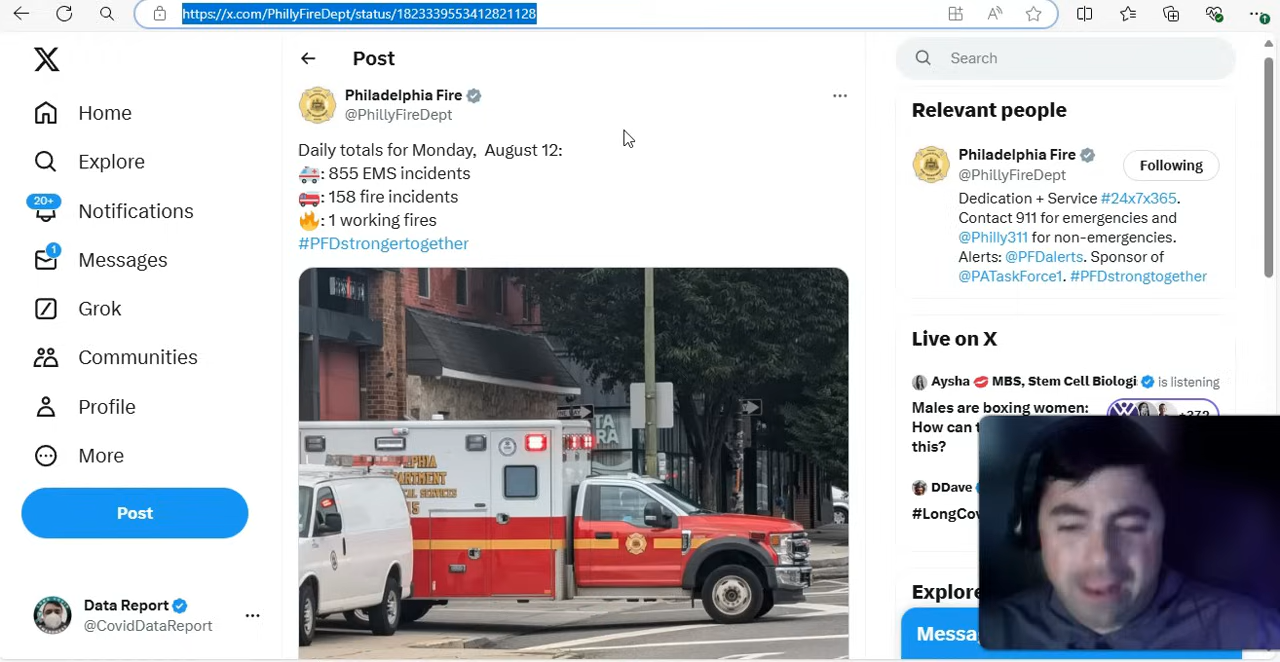 https://x.com/PhillyFireDept/status/1823339553412821128
Home
Explore
20+
Notifications
1
Messages
Grok
Communities
Profile
More
Post
Data Report
@CovidDataReport
Post
Philadelphia Fire
@PhillyFireDept
Daily totals for Monday, August 12:
: 855 EMS incidents
: 158 fire incidents
: 1 working fires
#PFDstrongertogether
Search
Relevant people
Philadelphia Fire
@PhillyFireDept
Following
Dedication + Service #24x7x365.
Contact 911 for emergencies and
@Philly311 for non-emergencies.
Alerts: @PFDalerts. Sponsor of
@PATaskForce1. #PFDstrongtogether
Live on X
Aysha MBS, Stem Cell Biologi is listening
Males are boxing women:
How can
this?
DDave